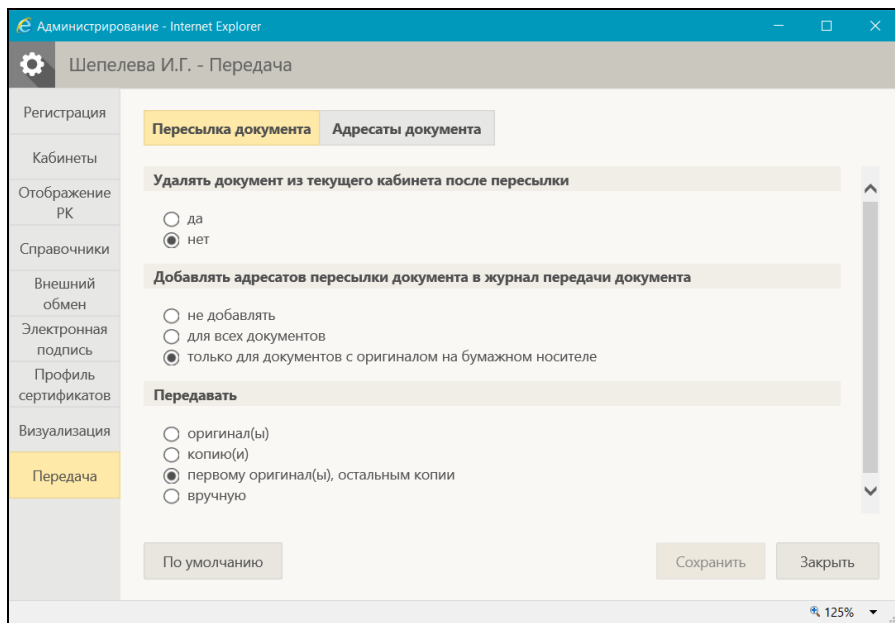 Администрирование - Internet Explorer
Шепелева И.Г. - Передача
Регистрация
Кабинеты
Отображение
РК
Справочники
Внешний
обмен
Электронная
подпись
Профиль
сертификатов
Визуализация
Передача
Пересылка документа
Адресаты документа
Удалять документ из текущего кабинета после пересылки
да
нет
Добавлять адресатов пересылки документа в журнал передачи документа
не добавлять
для всех документов
только для документов с оригиналом на бумажном носителе
Передавать
оригинал(ы)
копию(и)
первому оригинал(ы), остальным копии
вручную
По умолчанию
Сохранить
Закрыть
125%